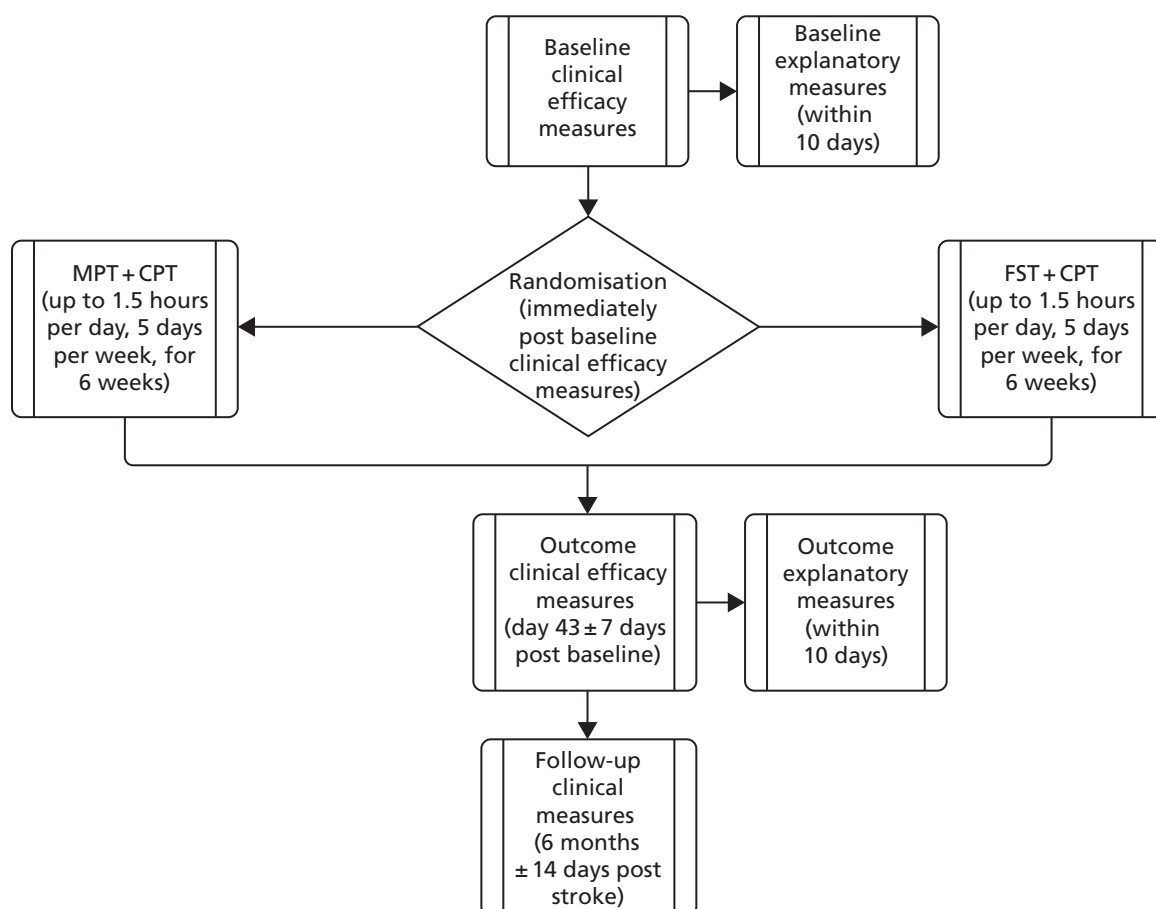 Baseline
clinical
efficacy
measures
Baseline
explanatory
measures
(within
10 days)
MPT + CPT
(up to 1.5 hours
per day, 5 days
per week, for
6 weeks)
Randomisation
(immediately
post baseline
clinical efficacy
measures)
FST + CPT
(up to 1.5 hours
per day, 5 days
per week, for
6 weeks)
Outcome
clinical efficacy
measures
(day 43 ± 7 days
post baseline)
Outcome
explanatory
measures
(within
10 days)
Follow-up
clinical
measures
(6 months
± 14 days post
stroke)